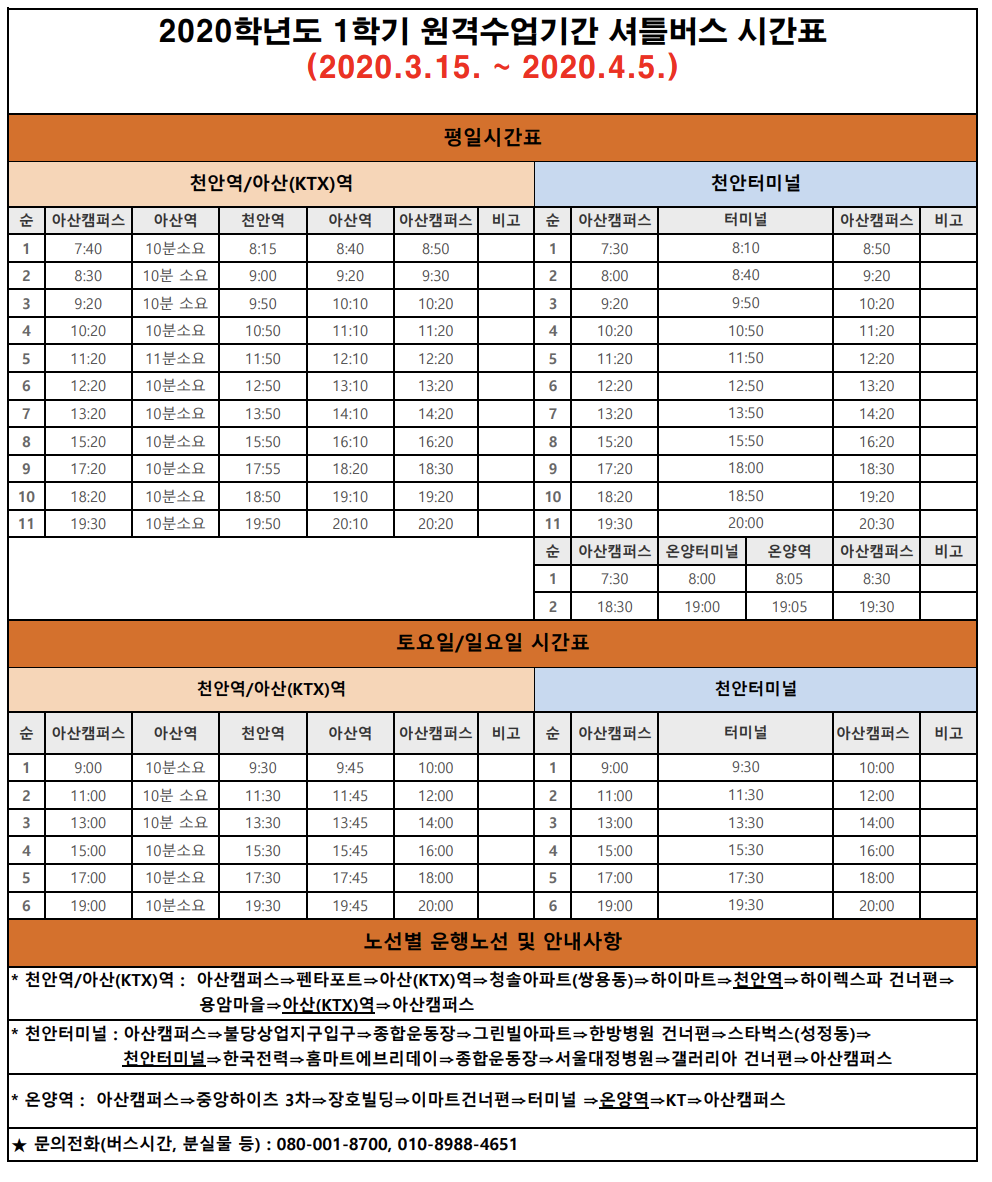 2020학년도 1학기 원격수업기간 셔틀버스 시간표
(2020.3.15. ~ 2020.4.5.)
평일시간표
천안역/아산(KTX)역 천안터미널
순 아산캠퍼스 아산역 천안역 아산역 아산캠퍼스 비고 순 아산캠퍼스 터미널 아산캠퍼스 비고
1 7:40 10분소요 8:15 8:40 8:50 1 7:30 8:10 8:50
2 8:30 10분 소요 9:00 9:20 9:30 2 8:00 8:40 9:20
3 9:20 10분 소요 9:50 10:10 10:20 3 9:20 9:50 10:20
4 10:20 10분소요 10:50 11:10 11:20 4 10:20 10:50 11:20
5 11:20 11분소요 11:50 12:10 12:20 5 11:20 11:50 12:20
6 12:20 10분소요 12:50 13:10 13:20 6 12:20 12:50 13:20
7 13:20 10분소요 13:50 14:10 14:20 7 13:20 13:50 14:20
8 15:20 10분소요 15:50 16:10 16:20 8 15:20 15:50 16:20
9 17:20 10분소요 17:55 18:20 18:30 9 17:20 18:00 18:30
10 18:20 10분소요 18:50 19:10 19:20 10 18:20 18:50 19:20
11 19:30 10분소요 19:50 20:10 20:20 11 19:30 20:00 20:30
순 아산캠퍼스 온양터미널 온양역 아산캠퍼스 비고
1 7:30 8:00 8:05 8:30
2 18:30 19:00 19:05 19:30
토요일/일요일 시간표
천안역/아산(KTX)역 천안터미널
순 아산캠퍼스 아산역 천안역 아산역 아산캠퍼스 비고 순 아산캠퍼스 터미널 아산캠퍼스 비고
1 9:00 10분소요 9:30 9:45 10:00 1 9:00 9:30 10:00
2 11:00 10분 소요 11:30 11:45 12:00 2 11:00 11:30 12:00
3 13:00 10분 소요 13:30 13:45 14:00 3 13:00 13:30 14:00
4 15:00 10분소요 15:30 15:45 16:00 4 15:00 15:30 16:00
5 17:00 10분소요 17:30 17:45 18:00 5 17:00 17:30 18:00
6 19:00 10분소요 19:30 19:45 20:00 6 19:00 19:30 20:00
노선별 운행노선 및 안내사항
* 천안역/아산(KTX)역 : 아산캠퍼스⇒펜타포트⇒아산(KTX)역⇒청솔아파트(쌍용동)⇒하이마트⇒천안역⇒하이렉스파 건너편⇒
용암마을⇒아산(KTX)역⇒아산캠퍼스
* 천안터미널 : 아산캠퍼스⇒불당상업지구입구⇒종합운동장⇒그린빌아파트⇒한방병원 건너편⇒스타벅스(성정동)⇒
천안터미널⇒한국전력⇒홈마트에브리데이⇒종합운동장⇒서울대정병원⇒갤러리아 건너편⇒아산캠퍼스
* 온양역 : 아산캠퍼스⇒중앙하이츠 3차⇒장호빌딩⇒이마트건너편⇒터미널 ⇒온양역⇒KT⇒아산캠퍼스
★ 문의전화(버스시간, 분실물 등) : 080-001-8700, 010-8988-4651